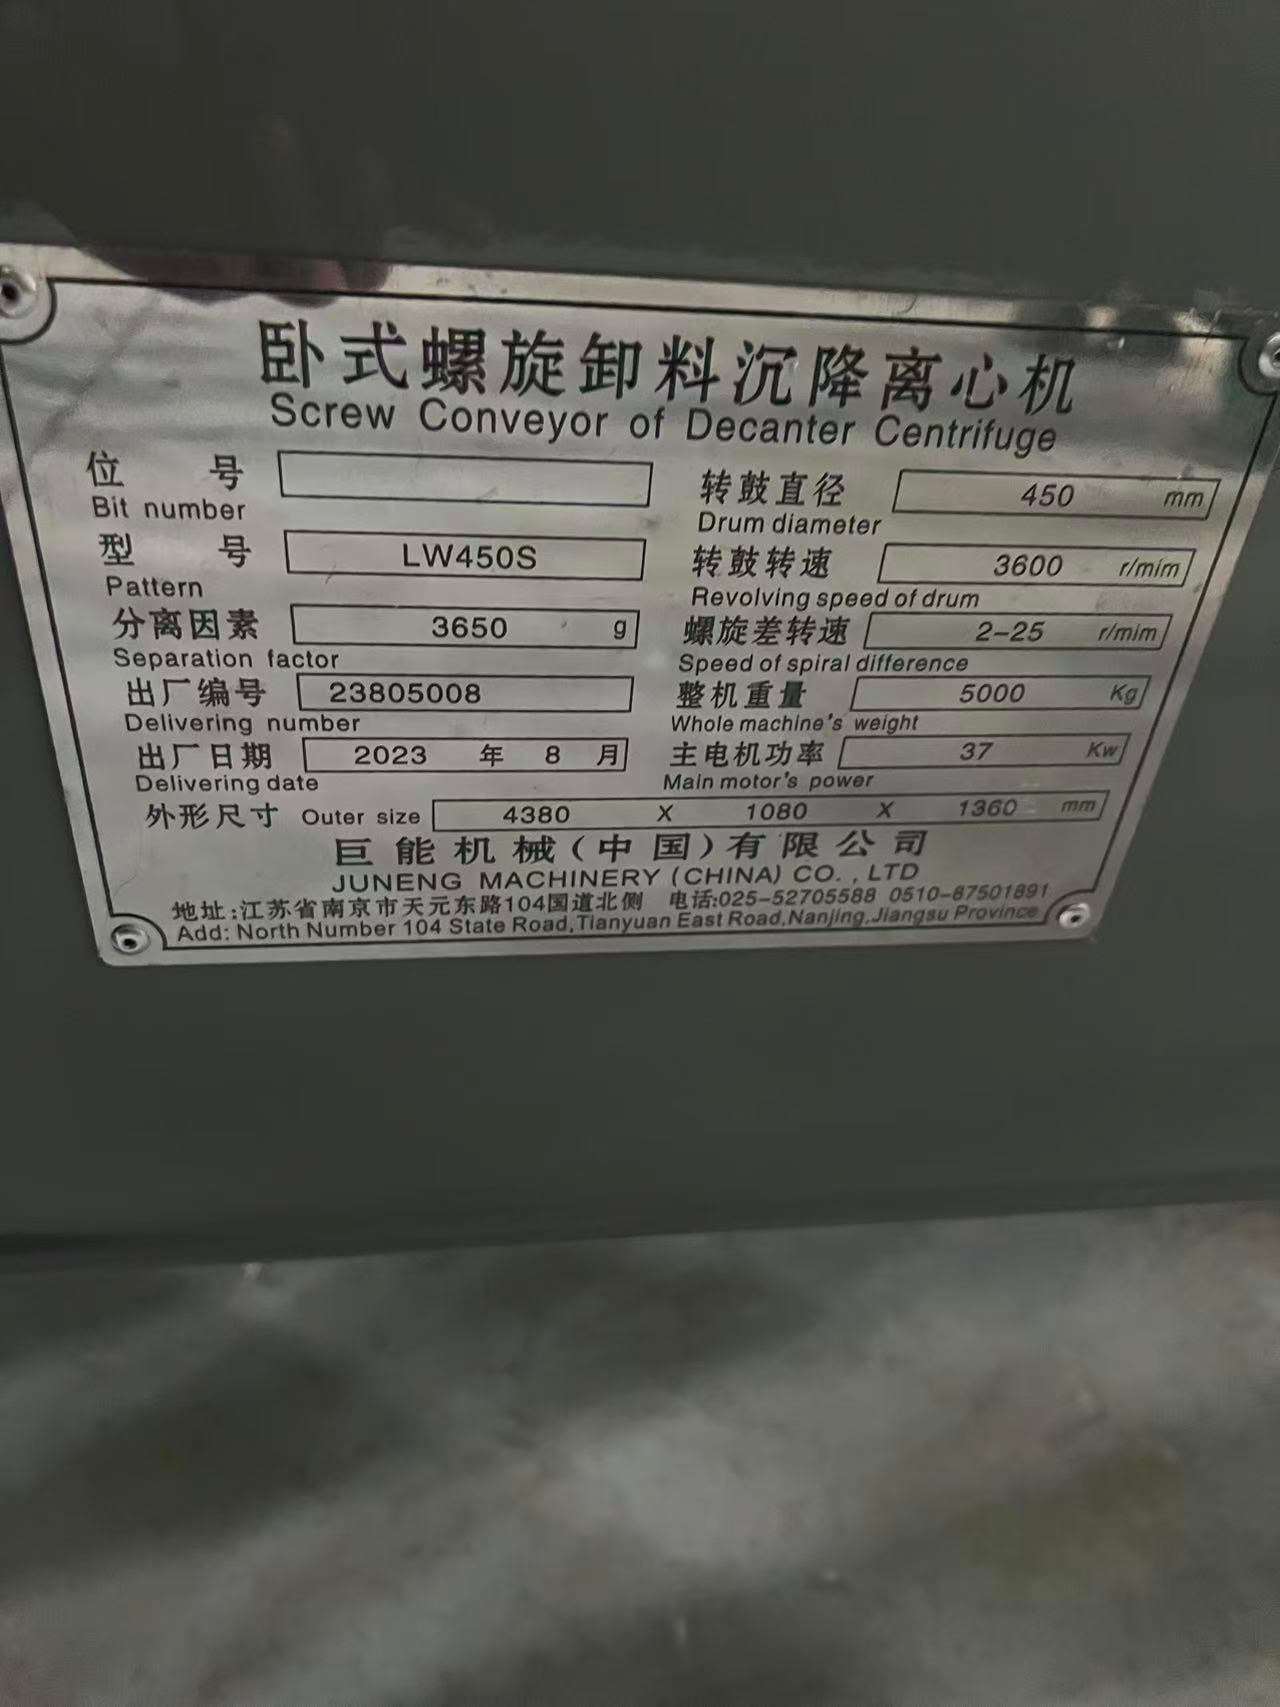 卧式螺旋卸料沉降离心机
Screw Conveyor of Decanter Centrifuge
位 号
Bit number
型 号 LW450S
Pattern
分离因素 3650 g
Separation factor
出厂编号 23805008
Delivering number
出厂日期 2023 年 8 月
Delivering date
转鼓直径 450 mm
Drum diameter
转鼓转速 3600 r/mim
Revolving speed of drum
螺旋差转速 2-25 r/mim
Speed of spiral difference
整机重量 5000 Kg
Whole machine's weight
主电机功率 37 Kw
Main motor's power
外形尺寸 Outer size 4380 X 1080 X 1360 mm
巨能机械(中国)有限公司
JUNENG MACHINERY (CHINA) CO., LTD
地址:江苏省南京市天元东路104国道北侧 电话:025-52705588 0510-87501891
Add: North Number 104 State Road,Tianyuan East Road,Nanjing,Jiangsu Province